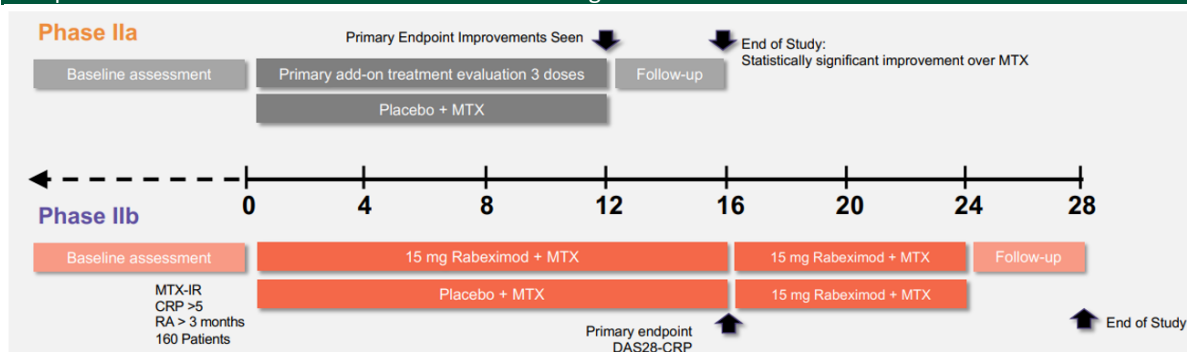 Phase IIa
Primary Endpoint Improvements Seen
End of Study:
Statistically significant improvement over MTX
Baseline assessment
Primary add-on treatment evaluation 3 doses
Follow-up
Placebo + MTX
0 4 8 12 16 20 24 28
Phase IIb
Baseline assessment
15 mg Rabeximod + MTX
15 mg Rabeximod + MTX
Follow-up
Placebo + MTX
15 mg Rabeximod + MTX
MTX-IR
CRP >5
RA > 3 months
160 Patients
Primary endpoint
DAS28-CRP
End of Study